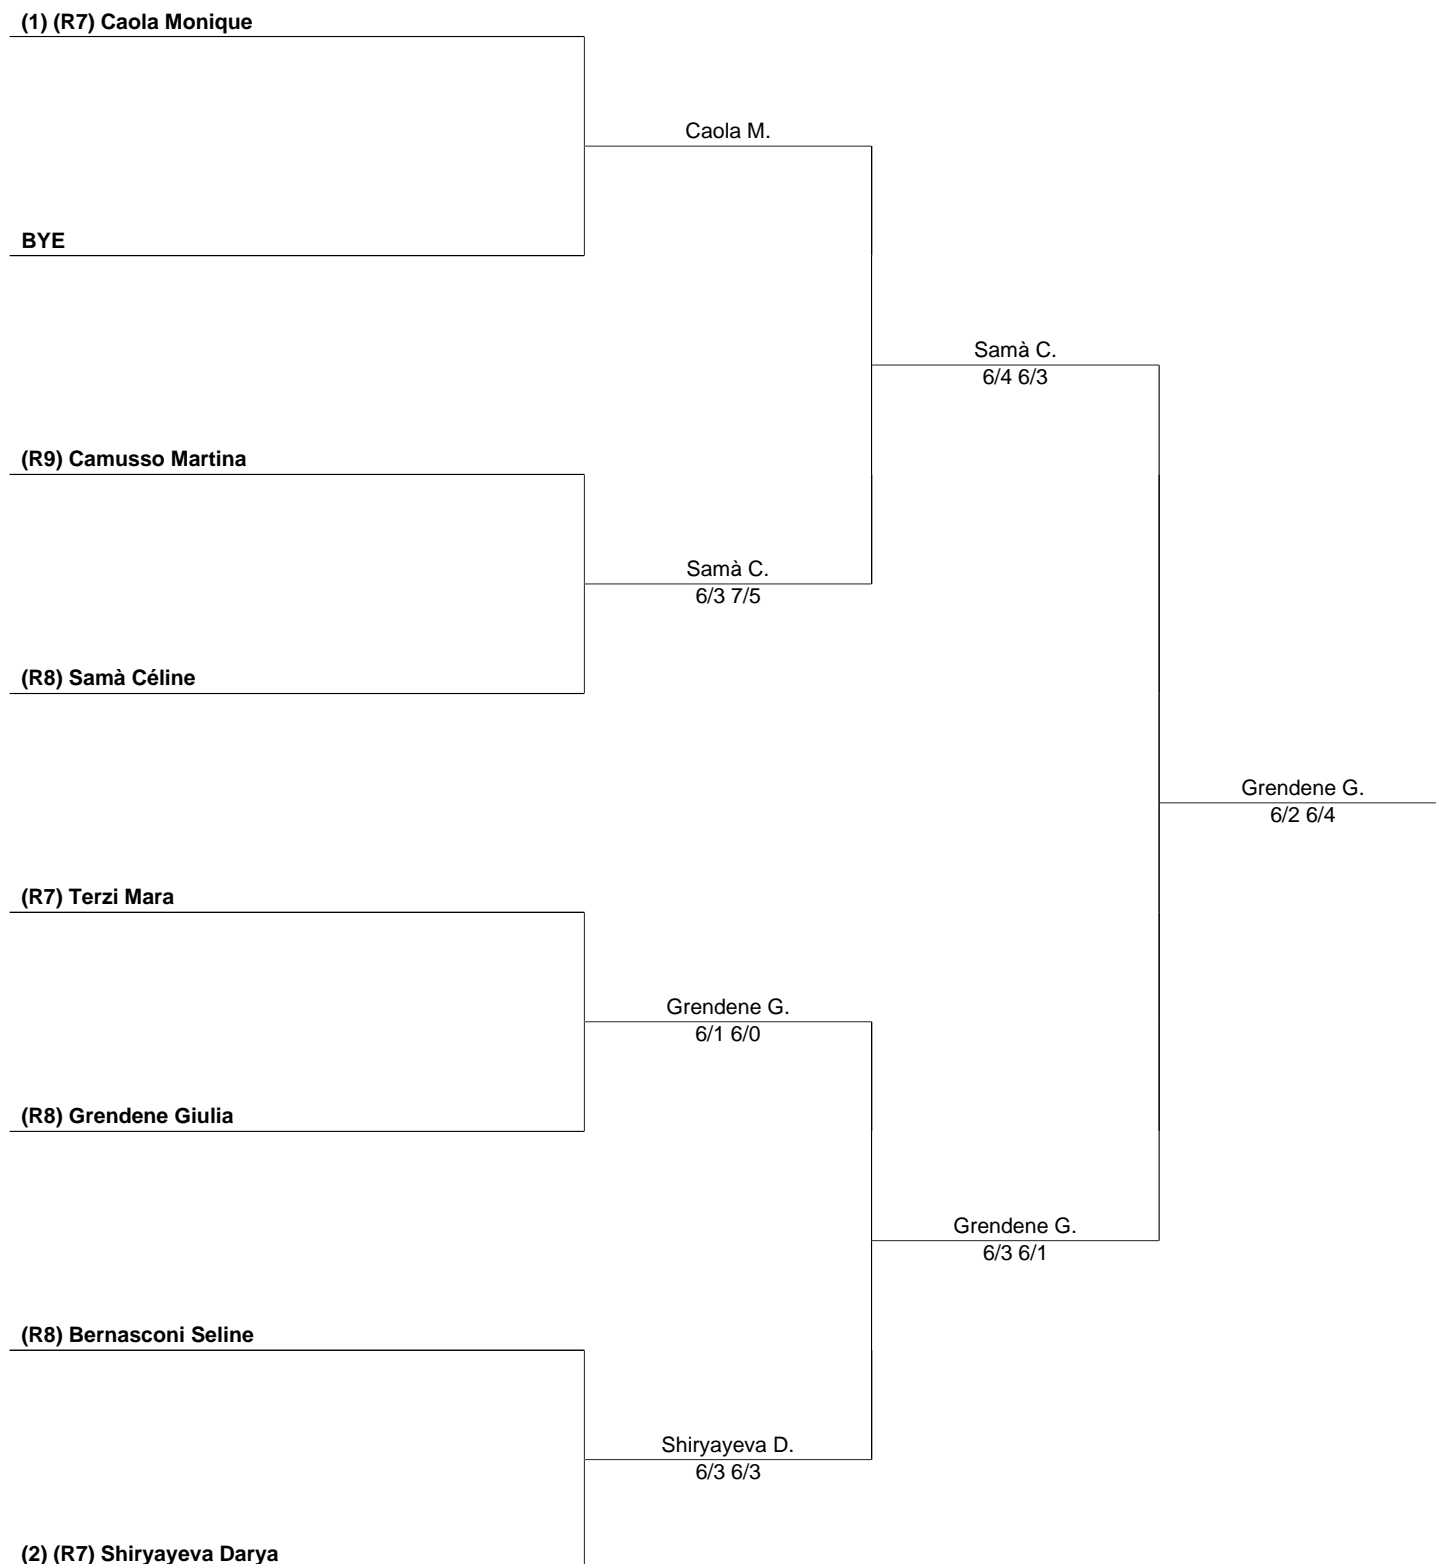 (1) (R7) Caola Monique
Caola M.
BYE
Samà C.
6/4 6/3
(R9) Camusso Martina
Samà C.
6/3 7/5
(R8) Samà Céline
Grendene G.
6/2 6/4
(R7) Terzi Mara
Grendene G.
6/1 6/0
(R8) Grendene Giulia
Grendene G.
6/3 6/1
(R8) Bernasconi Seline
Shiryayeva D.
6/3 6/3
(2) (R7) Shiryayeva Darya